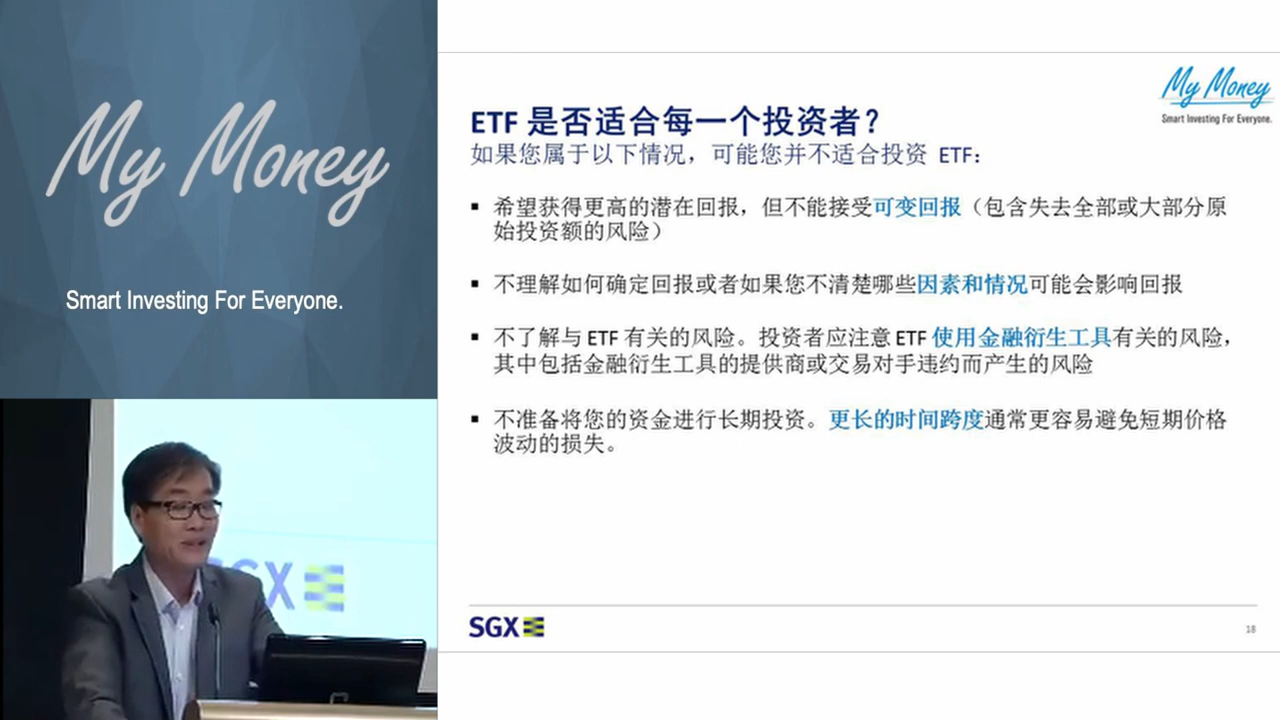 My Money
Smart Investing For Everyone.
SGX
My Money
Smart Investing For Everyone.
ETF 是否适合每一个投资者？
如果您属于以下情况，可能您并不适合投资 ETF：
▪ 希望获得更高的潜在回报，但不能接受可变回报（包含失去全部或大部分原
始投资额的风险）
▪ 不理解如何确定回报或者如果您不清楚哪些因素和情况可能会影响回报
▪ 不了解与 ETF 有关的风险。投资者应注意 ETF 使用金融衍生工具有关的风险，
其中包括金融衍生工具的提供商或交易对手违约而产生的风险
▪ 不准备将您的资金进行长期投资。更长的时间跨度通常更容易避免短期价格
波动的损失。
SGX
18